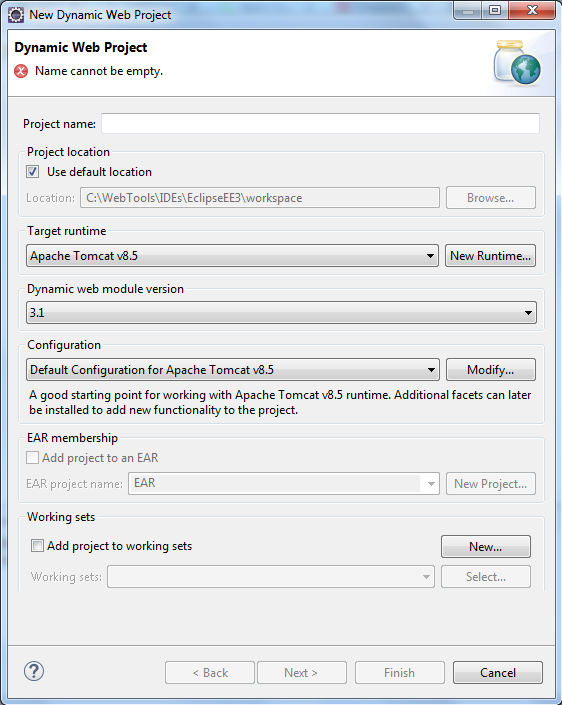 New Dynamic Web Project
Dynamic Web Project
Name cannot be empty.
Project name:
Project location
Use default location
Location: C:\WebTools\IDEs\EclipseEE3\workspace Browse...
Target runtime
Apache Tomcat v8.5 New Runtime...
Dynamic web module version
3.1
Configuration
Default Configuration for Apache Tomcat v8.5 Modify...
A good starting point for working with Apache Tomcat v8.5 runtime. Additional facets can later
be installed to add new functionality to the project.
EAR membership
Add project to an EAR
EAR project name: EAR New Project...
Working sets
Add project to working sets New...
Working sets: Select...
? < Back Next > Finish Cancel